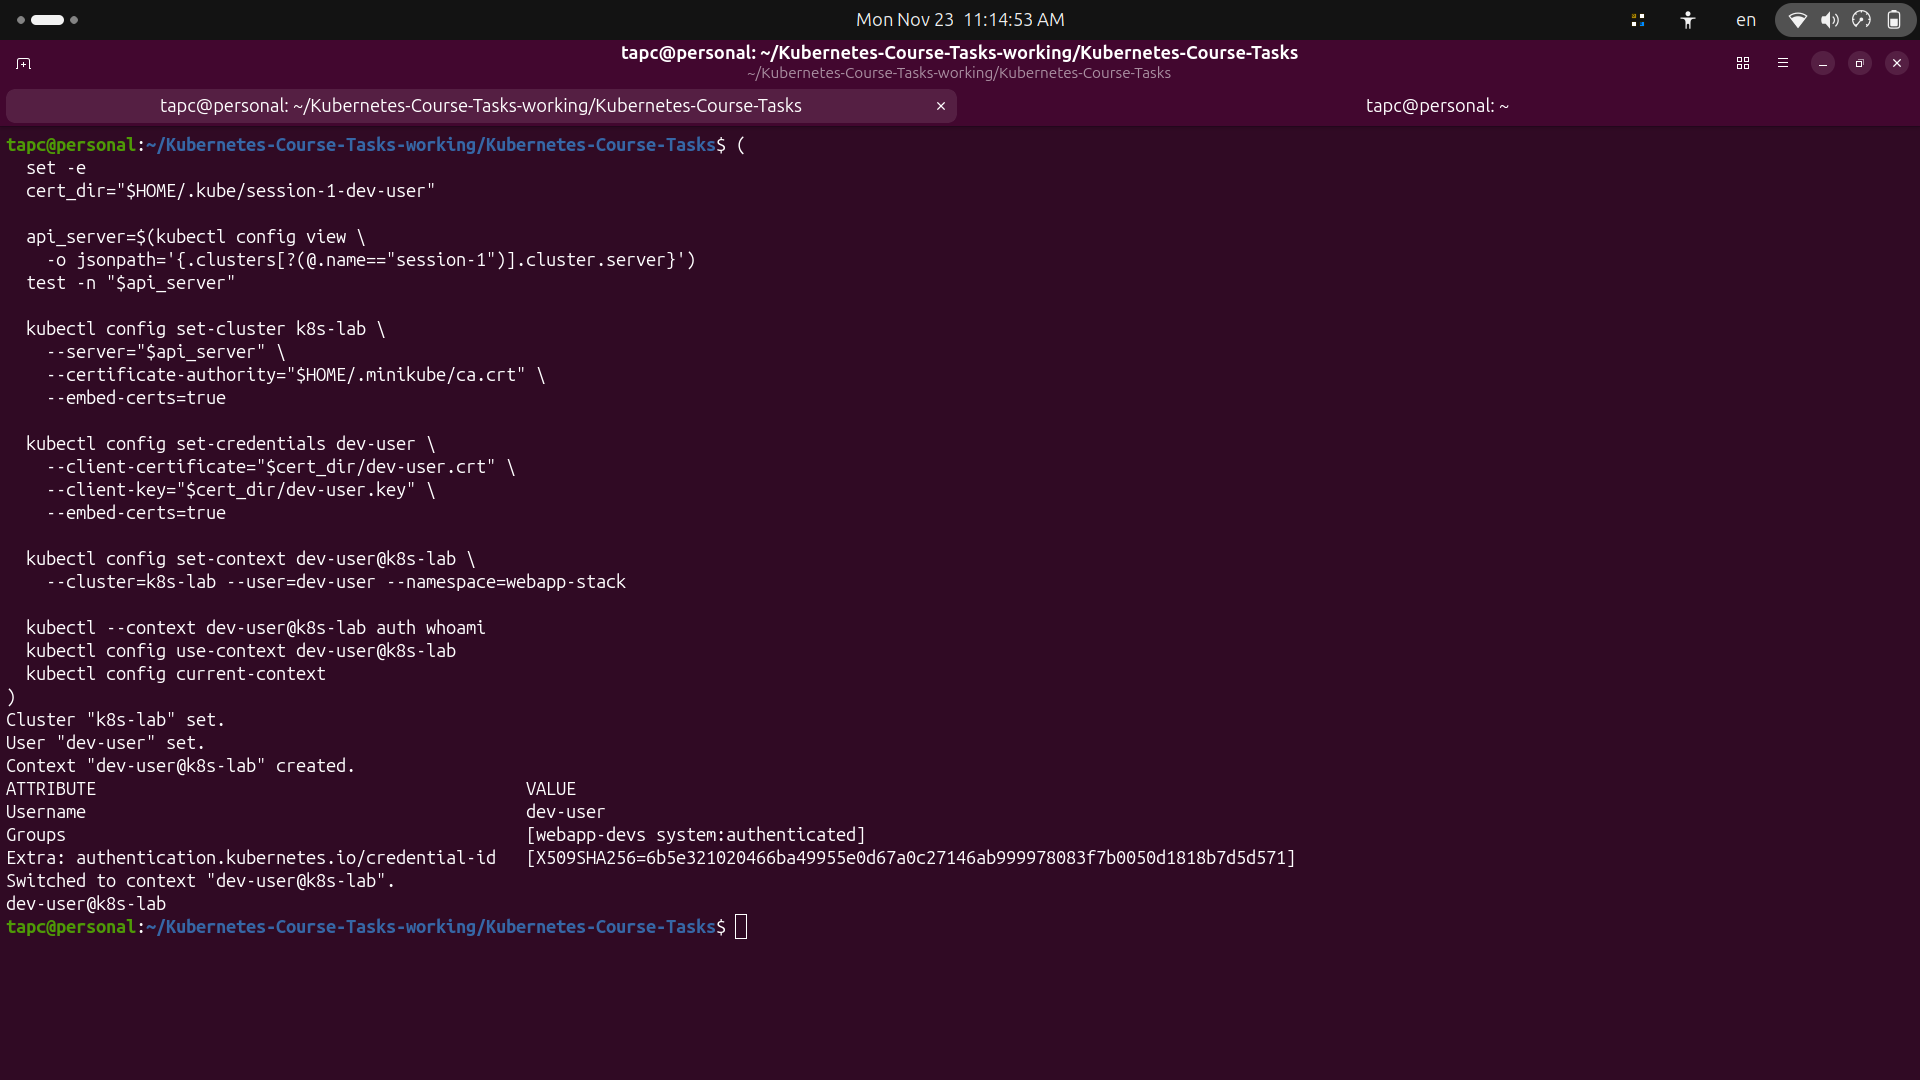 Mon Nov 23 11:14:53 AM
en
tapc@personal: ~/Kubernetes-Course-Tasks-working/Kubernetes-Course-Tasks
~/Kubernetes-Course-Tasks-working/Kubernetes-Course-Tasks
tapc@personal: ~/Kubernetes-Course-Tasks-working/Kubernetes-Course-Tasks
tapc@personal: ~
tapc@personal:~/Kubernetes-Course-Tasks-working/Kubernetes-Course-Tasks$ (
  set -e
  cert_dir="$HOME/.kube/session-1-dev-user"

  api_server=$(kubectl config view \
    -o jsonpath='{.clusters[?(@.name=="session-1")].cluster.server}')
  test -n "$api_server"

  kubectl config set-cluster k8s-lab \
    --server="$api_server" \
    --certificate-authority="$HOME/.minikube/ca.crt" \
    --embed-certs=true

  kubectl config set-credentials dev-user \
    --client-certificate="$cert_dir/dev-user.crt" \
    --client-key="$cert_dir/dev-user.key" \
    --embed-certs=true

  kubectl config set-context dev-user@k8s-lab \
    --cluster=k8s-lab --user=dev-user --namespace=webapp-stack

  kubectl --context dev-user@k8s-lab auth whoami
  kubectl config use-context dev-user@k8s-lab
  kubectl config current-context
)
Cluster "k8s-lab" set.
User "dev-user" set.
Context "dev-user@k8s-lab" created.
ATTRIBUTE                                           VALUE
Username                                            dev-user
Groups                                              [webapp-devs system:authenticated]
Extra: authentication.kubernetes.io/credential-id   [X509SHA256=6b5e321020466ba49955e0d67a0c27146ab999978083f7b0050d1818b7d5d571]
Switched to context "dev-user@k8s-lab".
dev-user@k8s-lab
tapc@personal:~/Kubernetes-Course-Tasks-working/Kubernetes-Course-Tasks$